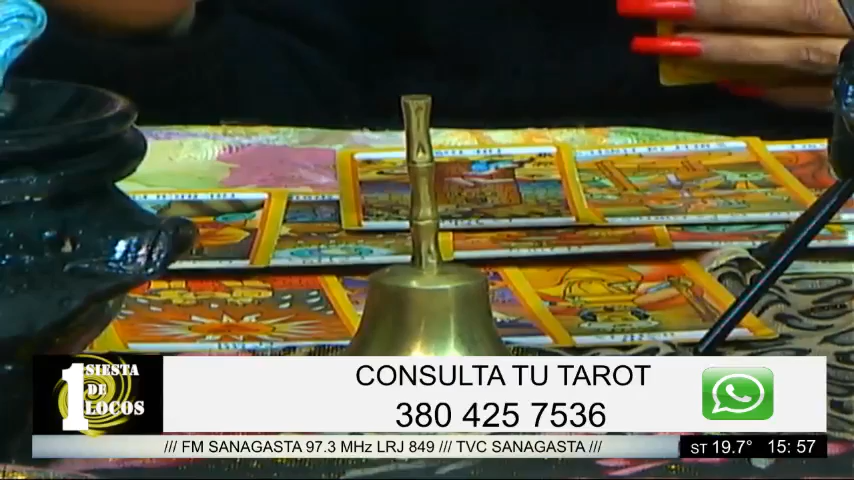 CONSULTA TU TAROT
380 425 7536
1 SIESTA
DE
LOCOS
/// FM SANAGASTA 97.3 MHz LRJ 849 /// TVC SANAGASTA ///
ST 19.7° 15:57